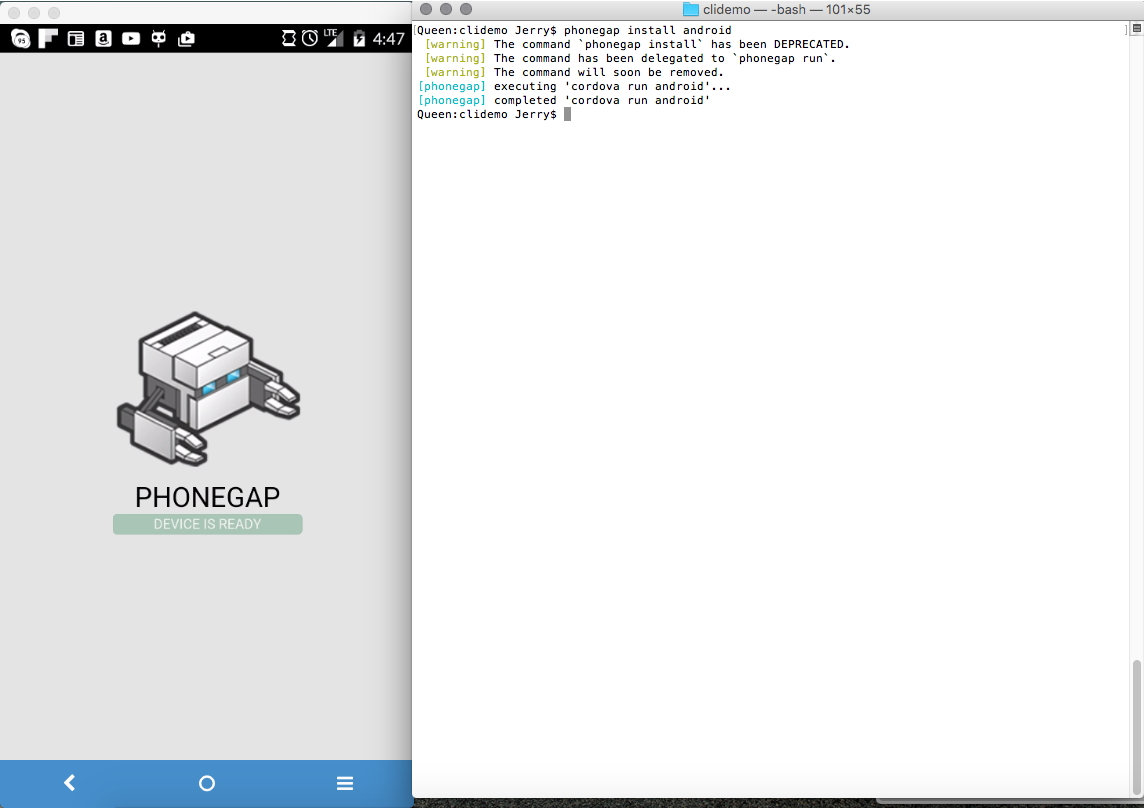 95
LTE
4:47
PHONEGAP
DEVICE IS READY
clidemo — -bash — 101×55
[Queen:clidemo Jerry$ phonegap install android ]
[warning] The command `phonegap install` has been DEPRECATED.
[warning] The command has been delegated to `phonegap run`.
[warning] The command will soon be removed.
[phonegap] executing 'cordova run android'...
[phonegap] completed 'cordova run android'
Queen:clidemo Jerry$